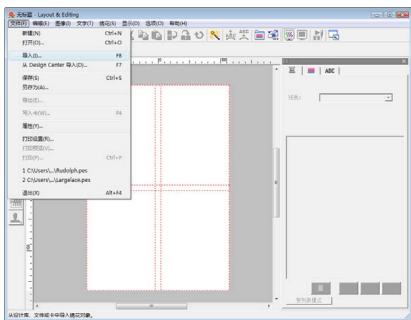 无标题 - Layout & Editing
文件(F) 编辑(E) 图像(I) 文字(T) 绣花(S) 显示(D) 选项(O) 帮助(H)
新建(N) Ctrl+N
打开(O)... Ctrl+O
导入(I)... F8
从 Design Center 导入(D)... F7
保存(S) Ctrl+S
另存为(A)...
导出(E)...
写入卡(W)... F4
属性(Y)...
打印设置(R)...
打印预览(V)...
打印(P)... Ctrl+P
1 C:\Users\...\Rudolph.pes
2 C:\Users\...\Largelace.pes
退出(X) Alt+F4
ABC
从设计库、文件或卡中导入绣花对象。